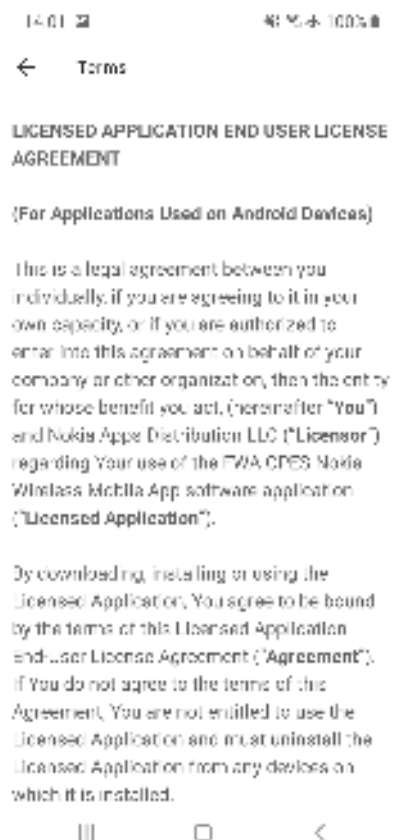 14:01 100%
Terms
LICENSED APPLICATION END USER LICENSE
AGREEMENT
(For Applications Used on Android Devices)
This is a legal agreement between you
individually, if you are agreeing to it in your
own capacity, or if you are authorized to
enter into this agreement on behalf of your
company or other organization, then the entity
for whose benefit you act, (hereinafter "You")
and Nokia Apps Distribution LLC ("Licensor")
regarding Your use of the FWA CPES Nokia
Wireless Mobile App software application
("Licensed Application").
By downloading, installing or using the
Licensed Application, You agree to be bound
by the terms of this Licensed Application
End-User License Agreement ("Agreement").
If You do not agree to the terms of this
Agreement, You are not entitled to use the
Licensed Application and must uninstall the
Licensed Application from any devices on
which it is installed.